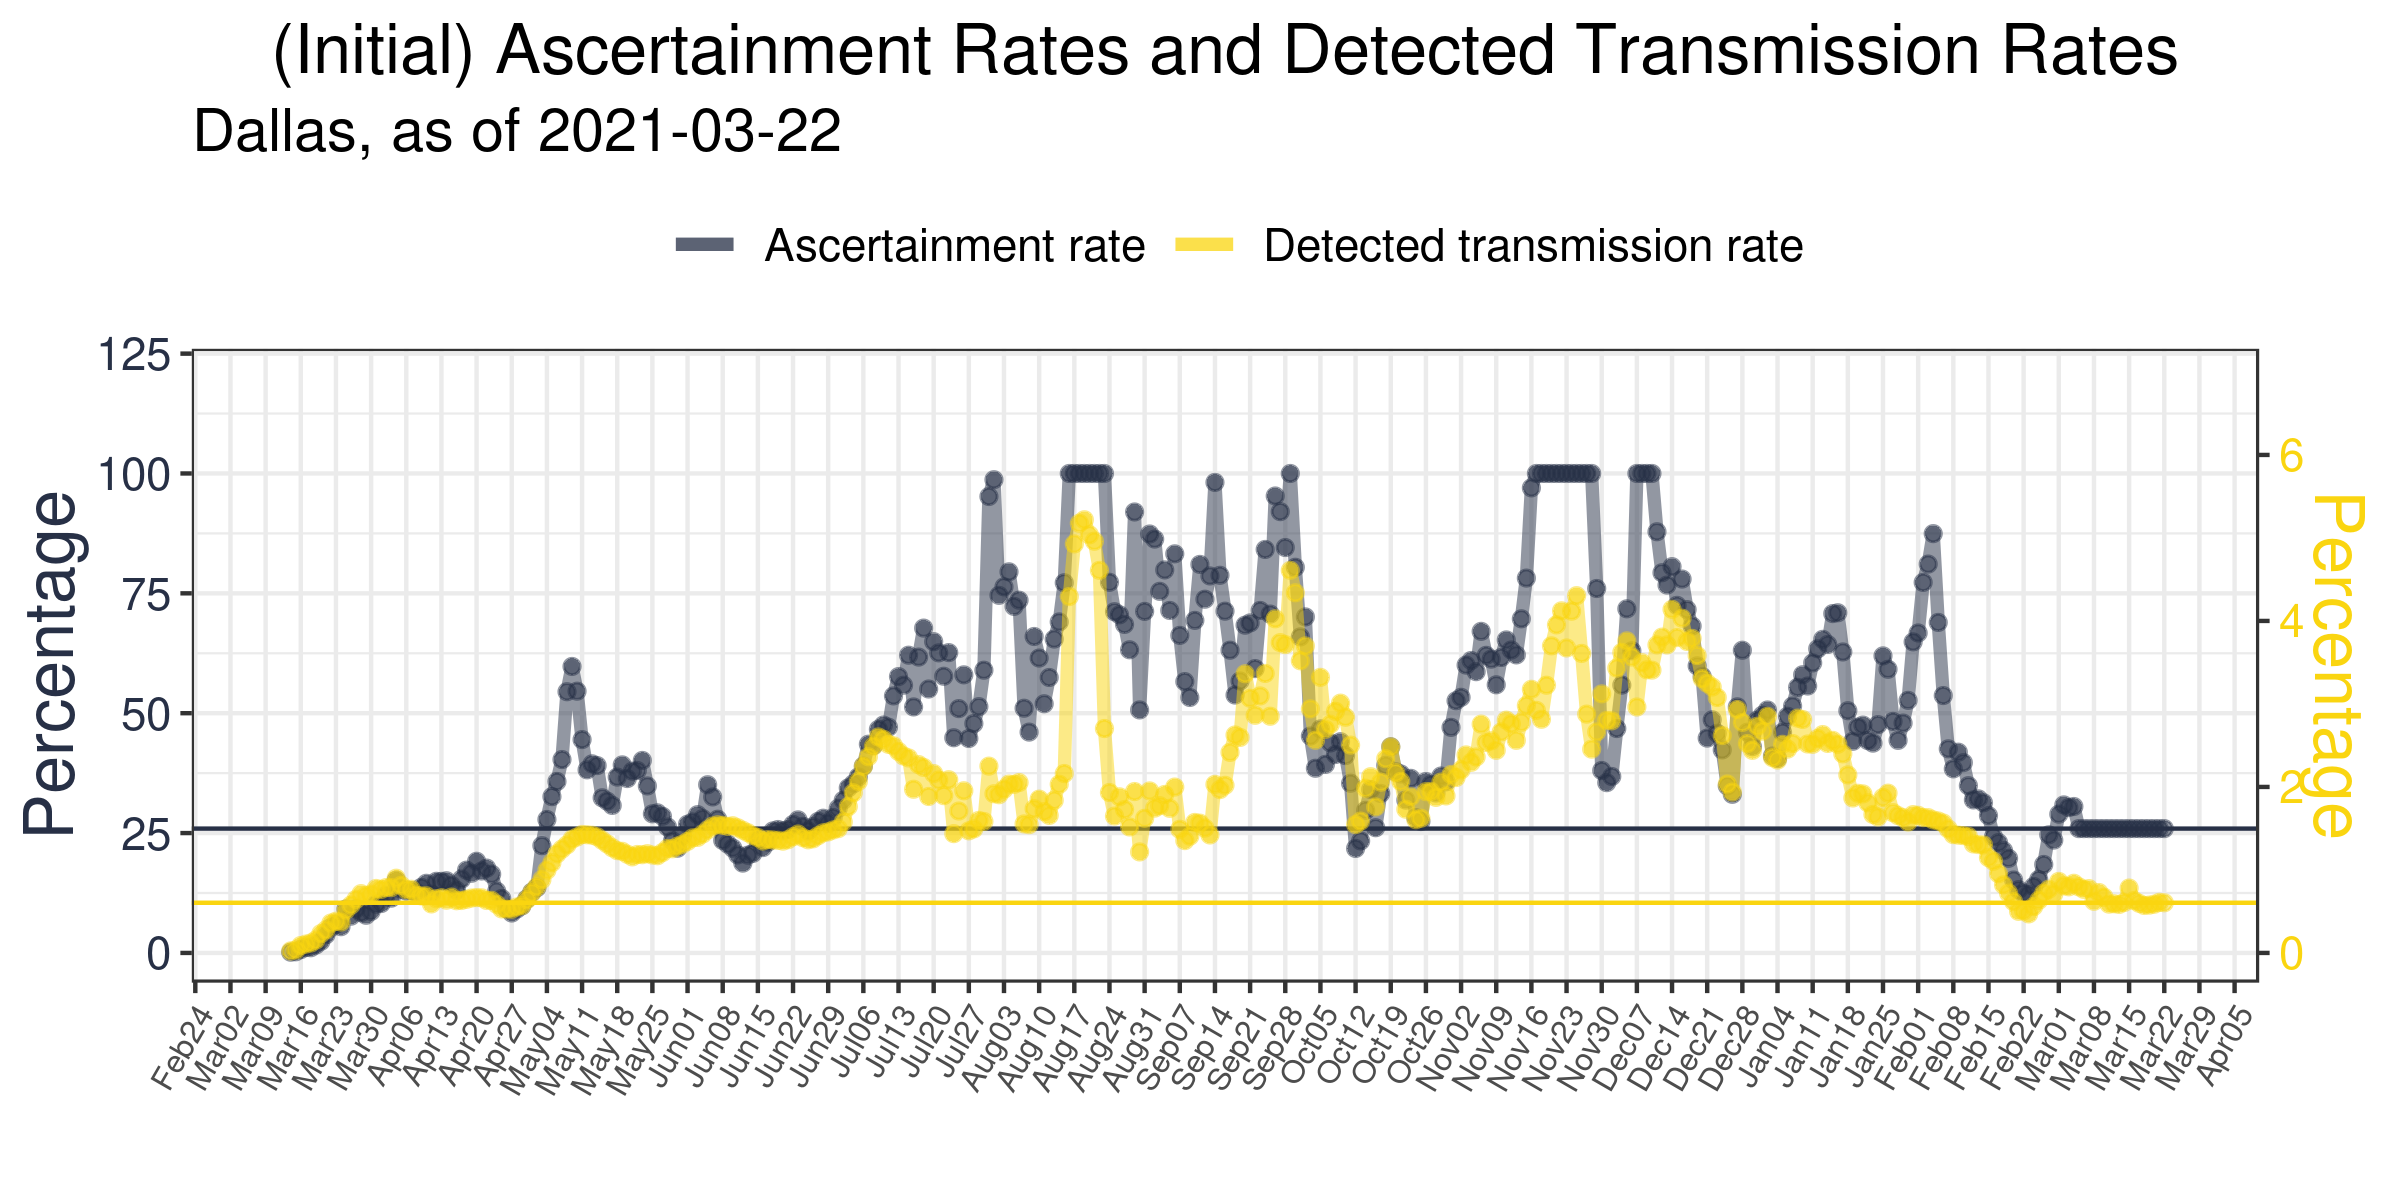 (Initial) Ascertainment Rates and Detected Transmission Rates
Dallas, as of 2021-03-22
Ascertainment rate Detected transmission rate
125
100
75
50
25
0
Percentage
6
4
2
0
Percentage
Feb24 Mar02 Mar09 Mar16 Mar23 Mar30 Apr06 Apr13 Apr20 Apr27 May04 May11 May18 May25 Jun01 Jun08 Jun15 Jun22 Jun29 Jul06 Jul13 Jul20 Jul27 Aug03 Aug10 Aug17 Aug24 Aug31 Sep07 Sep14 Sep21 Sep28 Oct05 Oct12 Oct19 Oct26 Nov02 Nov09 Nov16 Nov23 Nov30 Dec07 Dec14 Dec21 Dec28 Jan04 Jan11 Jan18 Jan25 Feb01 Feb08 Feb15 Feb22 Mar01 Mar08 Mar15 Mar22 Mar29 Apr05